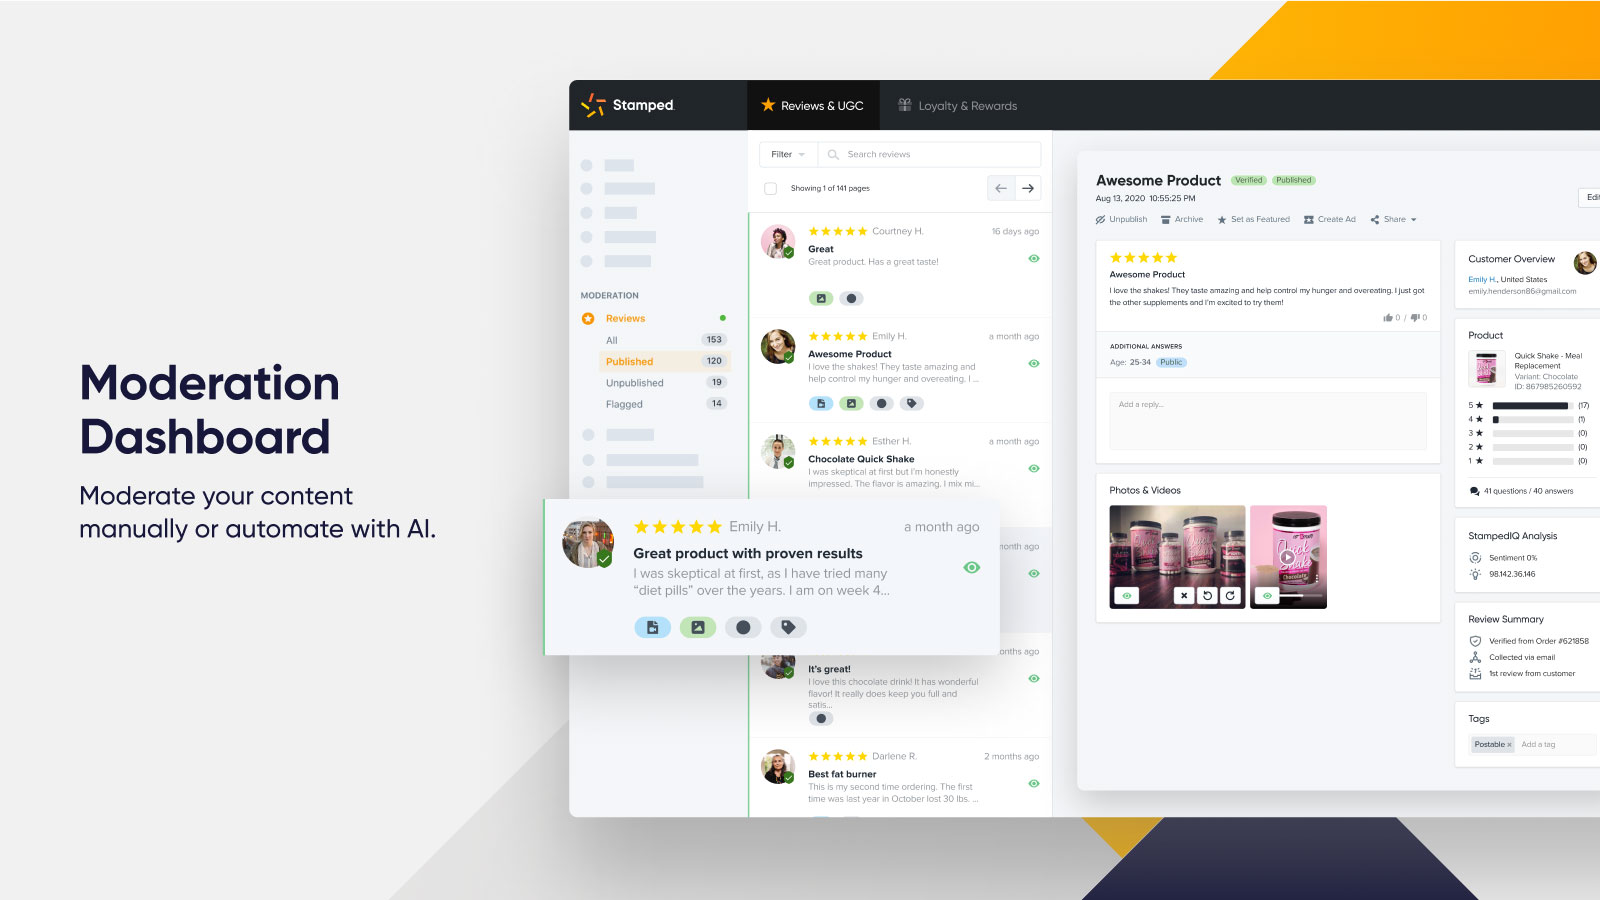 Moderation
Dashboard
Moderate your content
manually or automate with AI.
Stamped.
Reviews & UGC
Loyalty & Rewards
MODERATION
Reviews
All 153
Published 120
Unpublished 19
Flagged 14
Filter
Search reviews
Showing 1 of 141 pages
Courtney H. 16 days ago
Great
Great product. Has a great taste!
Emily H. a month ago
Awesome Product
I love the shakes! They taste amazing and
help control my hunger and overeating. I ...
Esther H. a month ago
Chocolate Quick Shake
I was skeptical at first but I'm honestly
impressed. The flavor is amazing. I mix mi...
month ago
Emily H. a month ago
Great product with proven results
I was skeptical at first, as I have tried many
“diet pills” over the years. I am on week 4...
onths ago
It's great!
I love this chocolate drink! It has wonderful
flavor! It really does keep you full and
satis...
Darlene R. 2 months ago
Best fat burner
This is my second time ordering. The first
time was last year in October lost 30 lbs. ...
Awesome Product Verified Published
Aug 13, 2020 10:55:25 PM
Edit
Unpublish Archive Set as Featured Create Ad Share
Awesome Product
I love the shakes! They taste amazing and help control my hunger and overeating. I just got
the other supplements and I'm excited to try them!
0 / 0
ADDITIONAL ANSWERS
Age: 25-34 Public
Add a reply...
Photos & Videos
Quick
Shake
Chocolate
Customer Overview
Emily H., United States
emily.henderson86@gmail.com
Product
Quick Shake - Meal
Replacement
Variant: Chocolate
ID: 867985260592
5 (17)
4 (1)
3 (0)
2 (0)
1 (0)
41 questions / 40 answers
StampedIQ Analysis
Sentiment 0%
98.142.36.146
Review Summary
Verified from Order #621858
Collected via email
1st review from customer
Tags
Postable × Add a tag